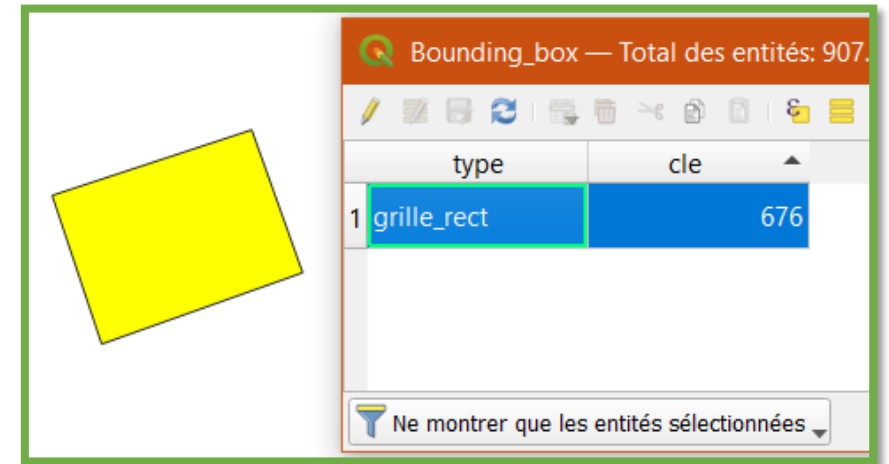 Bounding_box — Total des entités: 907.
type cle
1 grille_rect 676
Ne montrer que les entités sélectionnées